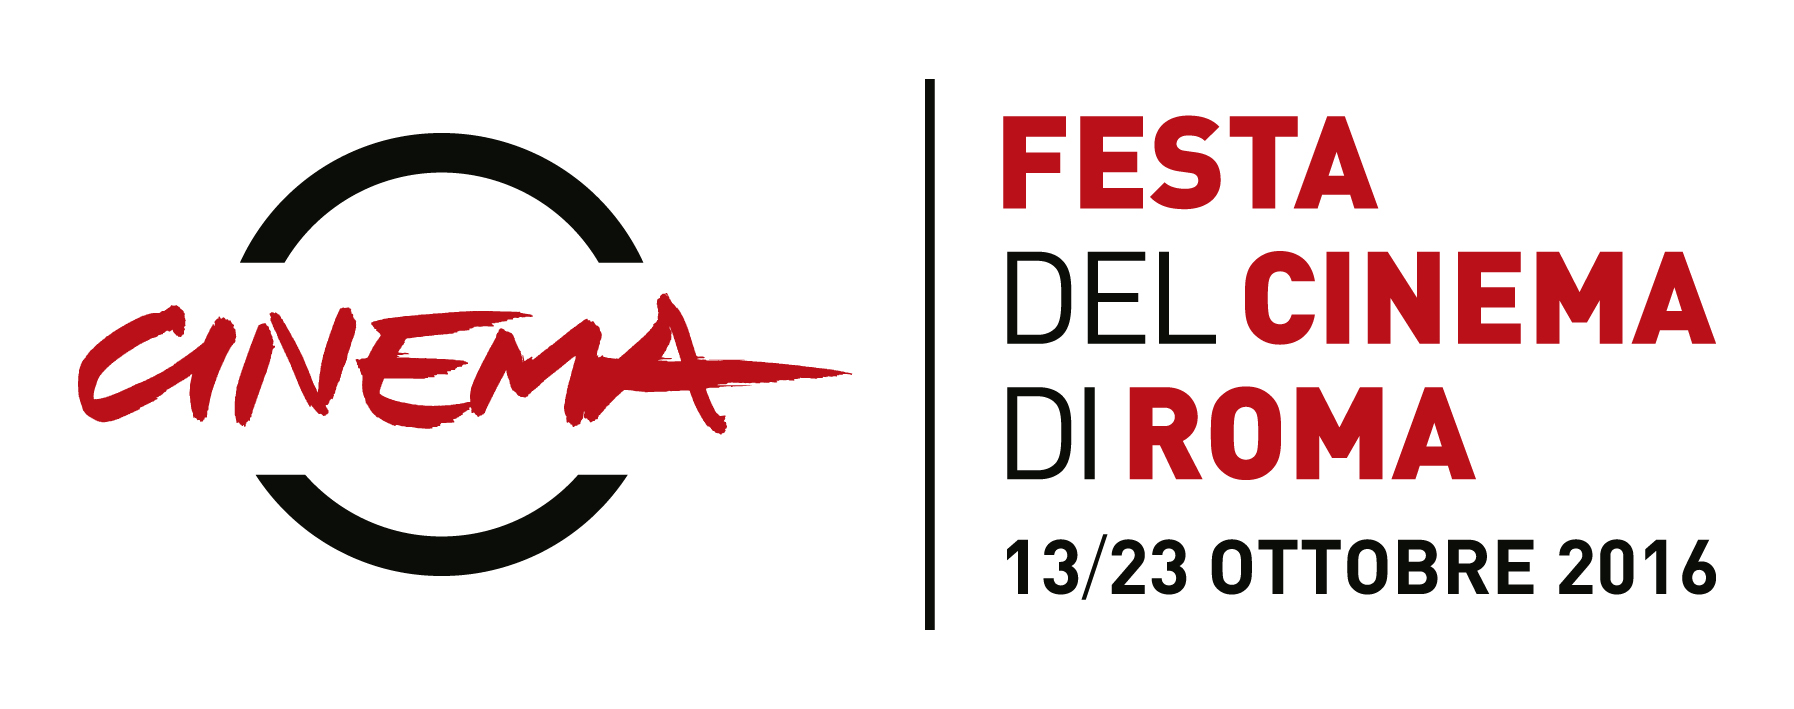 CINEMA
FESTA
DEL CINEMA
DI ROMA
13/23 OTTOBRE 2016